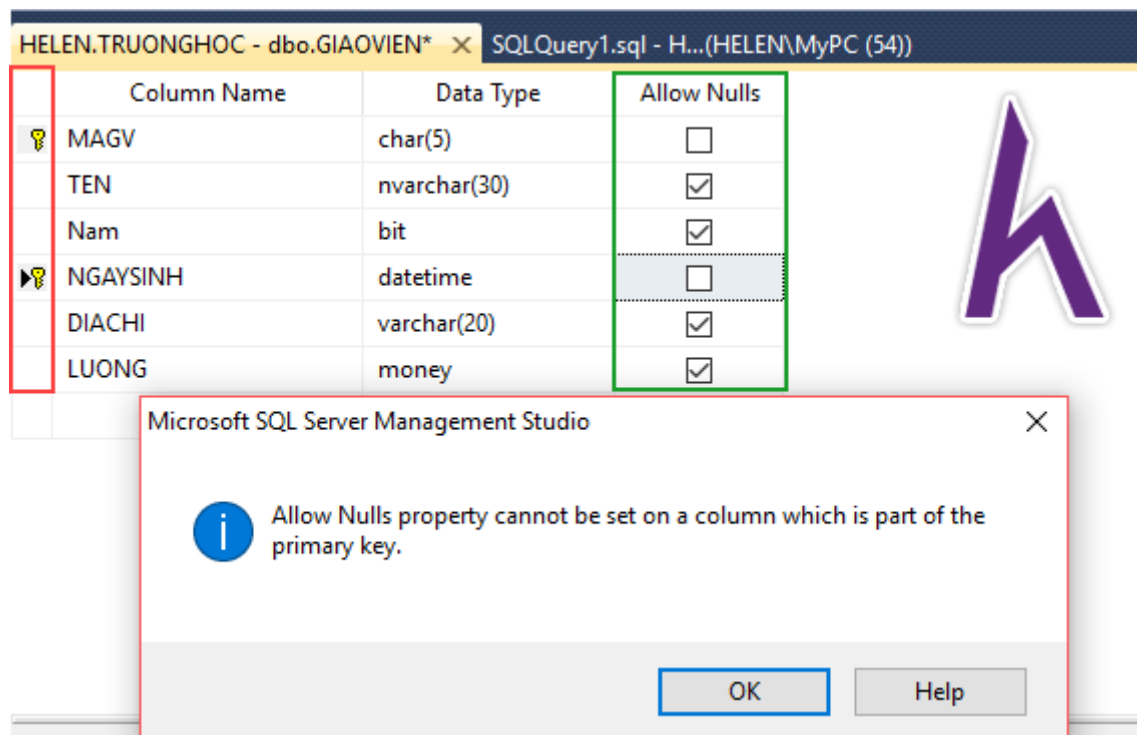 HELEN.TRUONGHOC - dbo.GIAOVIEN* SQLQuery1.sql - H...(HELEN\MyPC (54))
Column Name Data Type Allow Nulls
MAGV char(5)
TEN nvarchar(30)
Nam bit
NGAYSINH datetime
DIACHI varchar(20)
LUONG money
Microsoft SQL Server Management Studio
Allow Nulls property cannot be set on a column which is part of the
primary key.
OK Help